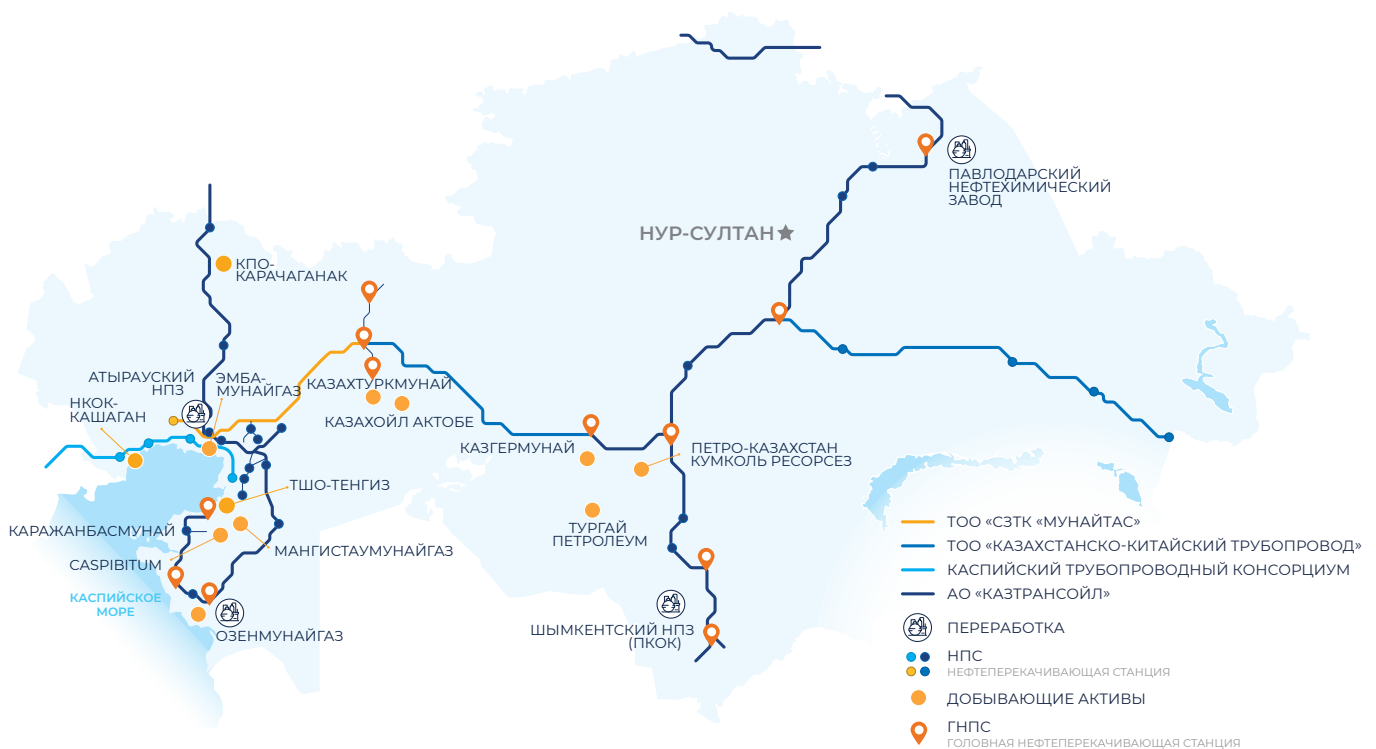 ПАВЛОДАРСКИЙ
НЕФТЕХИМИЧЕСКИЙ
ЗАВОД
НУР-СУЛТАН
КПО-
КАРАЧАГАНАК
АТЫРАУСКИЙ
НПЗ
ЭМБА-
МУНАЙГАЗ
КАЗАХТУРКМУНАЙ
НКОК-
КАШАГАН
КАЗАХОЙЛ АКТОБЕ
КАЗГЕРМУНАЙ
ПЕТРО-КАЗАХСТАН
КУМКОЛЬ РЕСОРСЕЗ
ТШО-ТЕНГИЗ
КАРАЖАНБАСМУНАЙ
МАНГИСТАУМУНАЙГАЗ
ТУРГАЙ
ПЕТРОЛЕУМ
CASPIBITUM
КАСПИЙСКОЕ
МОРЕ
ОЗЕНМУНАЙГАЗ
ШЫМКЕНТСКИЙ НПЗ
(ПКОК)
ТОО «СЗТК «МУНАЙТАС»
ТОО «КАЗАХСТАНСКО-КИТАЙСКИЙ ТРУБОПРОВОД»
КАСПИЙСКИЙ ТРУБОПРОВОДНЫЙ КОНСОРЦИУМ
АО «КАЗТРАНСОЙЛ»
ПЕРЕРАБОТКА
НПС
НЕФТЕПЕРЕКАЧИВАЮЩАЯ СТАНЦИЯ
ДОБЫВАЮЩИЕ АКТИВЫ
ГНПС
ГОЛОВНАЯ НЕФТЕПЕРЕКАЧИВАЮЩАЯ СТАНЦИЯ